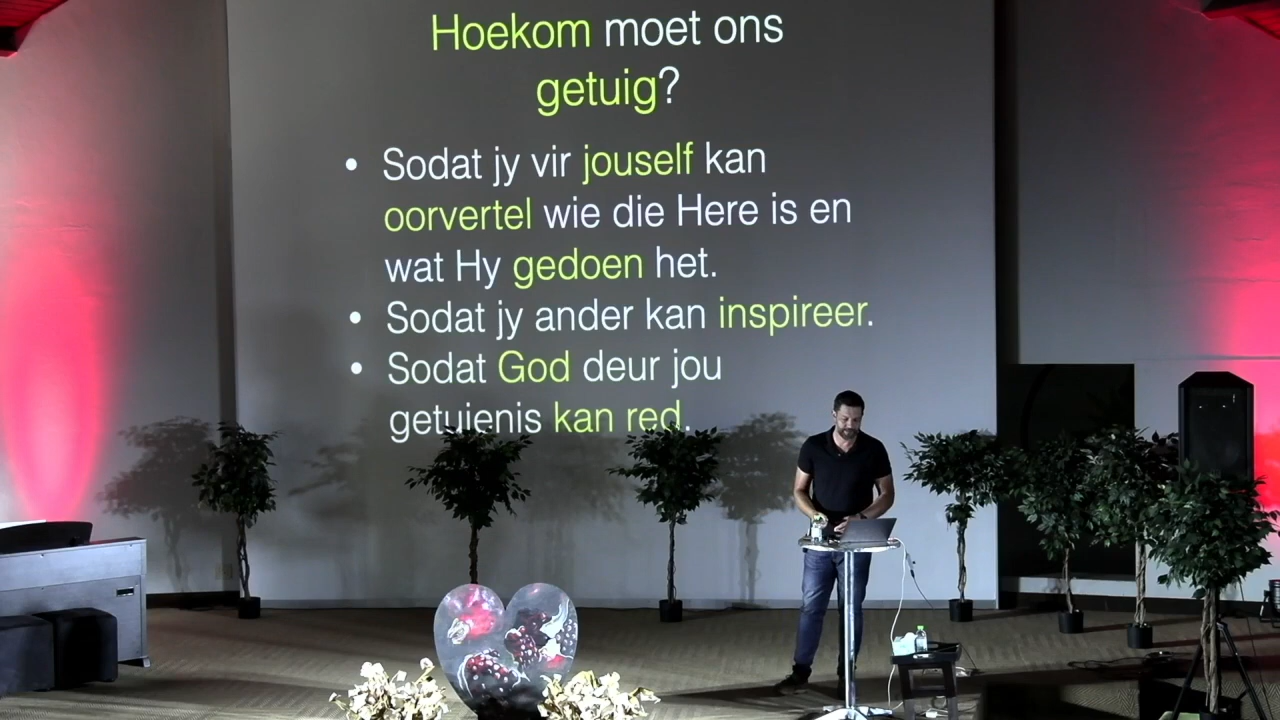 Hoekom moet ons
getuig?
• Sodat jy vir jouself kan
oorvertel wie die Here is en
wat Hy gedoen het.
• Sodat jy ander kan inspireer.
• Sodat God deur jou
getuienis kan red.